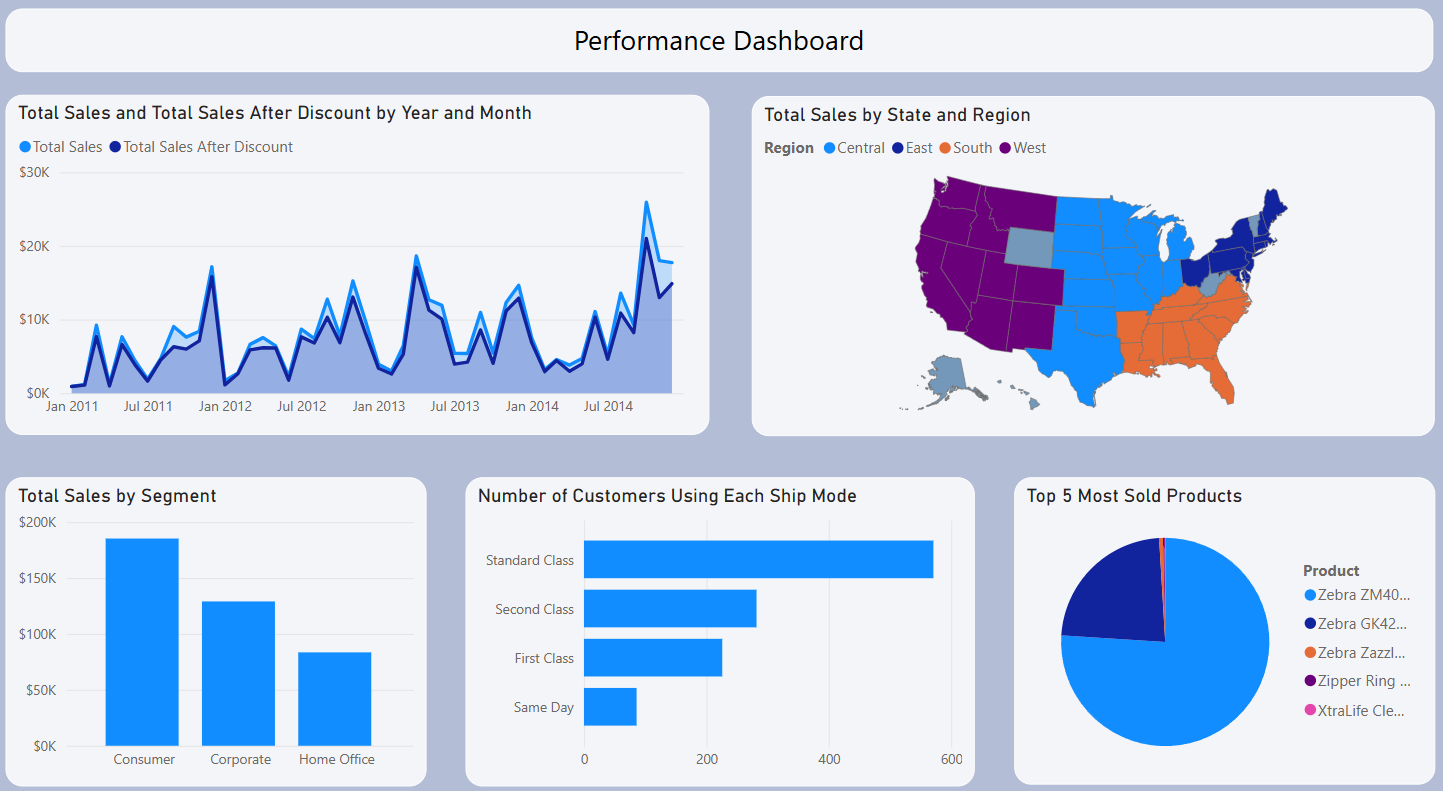 Performance Dashboard
Total Sales and Total Sales After Discount by Year and Month
Total Sales Total Sales After Discount
$30K
$20K
$10K
$0K
Jan 2011 Jul 2011 Jan 2012 Jul 2012 Jan 2013 Jul 2013 Jan 2014 Jul 2014
Total Sales by State and Region
Region Central East South West
Total Sales by Segment
$200K
$150K
$100K
$50K
$0K
Consumer Corporate Home Office
Number of Customers Using Each Ship Mode
Standard Class
Second Class
First Class
Same Day
0 200 400 600
Top 5 Most Sold Products
Product
Zebra ZM40...
Zebra GK42...
Zebra Zazzl...
Zipper Ring ...
XtraLife Cle...